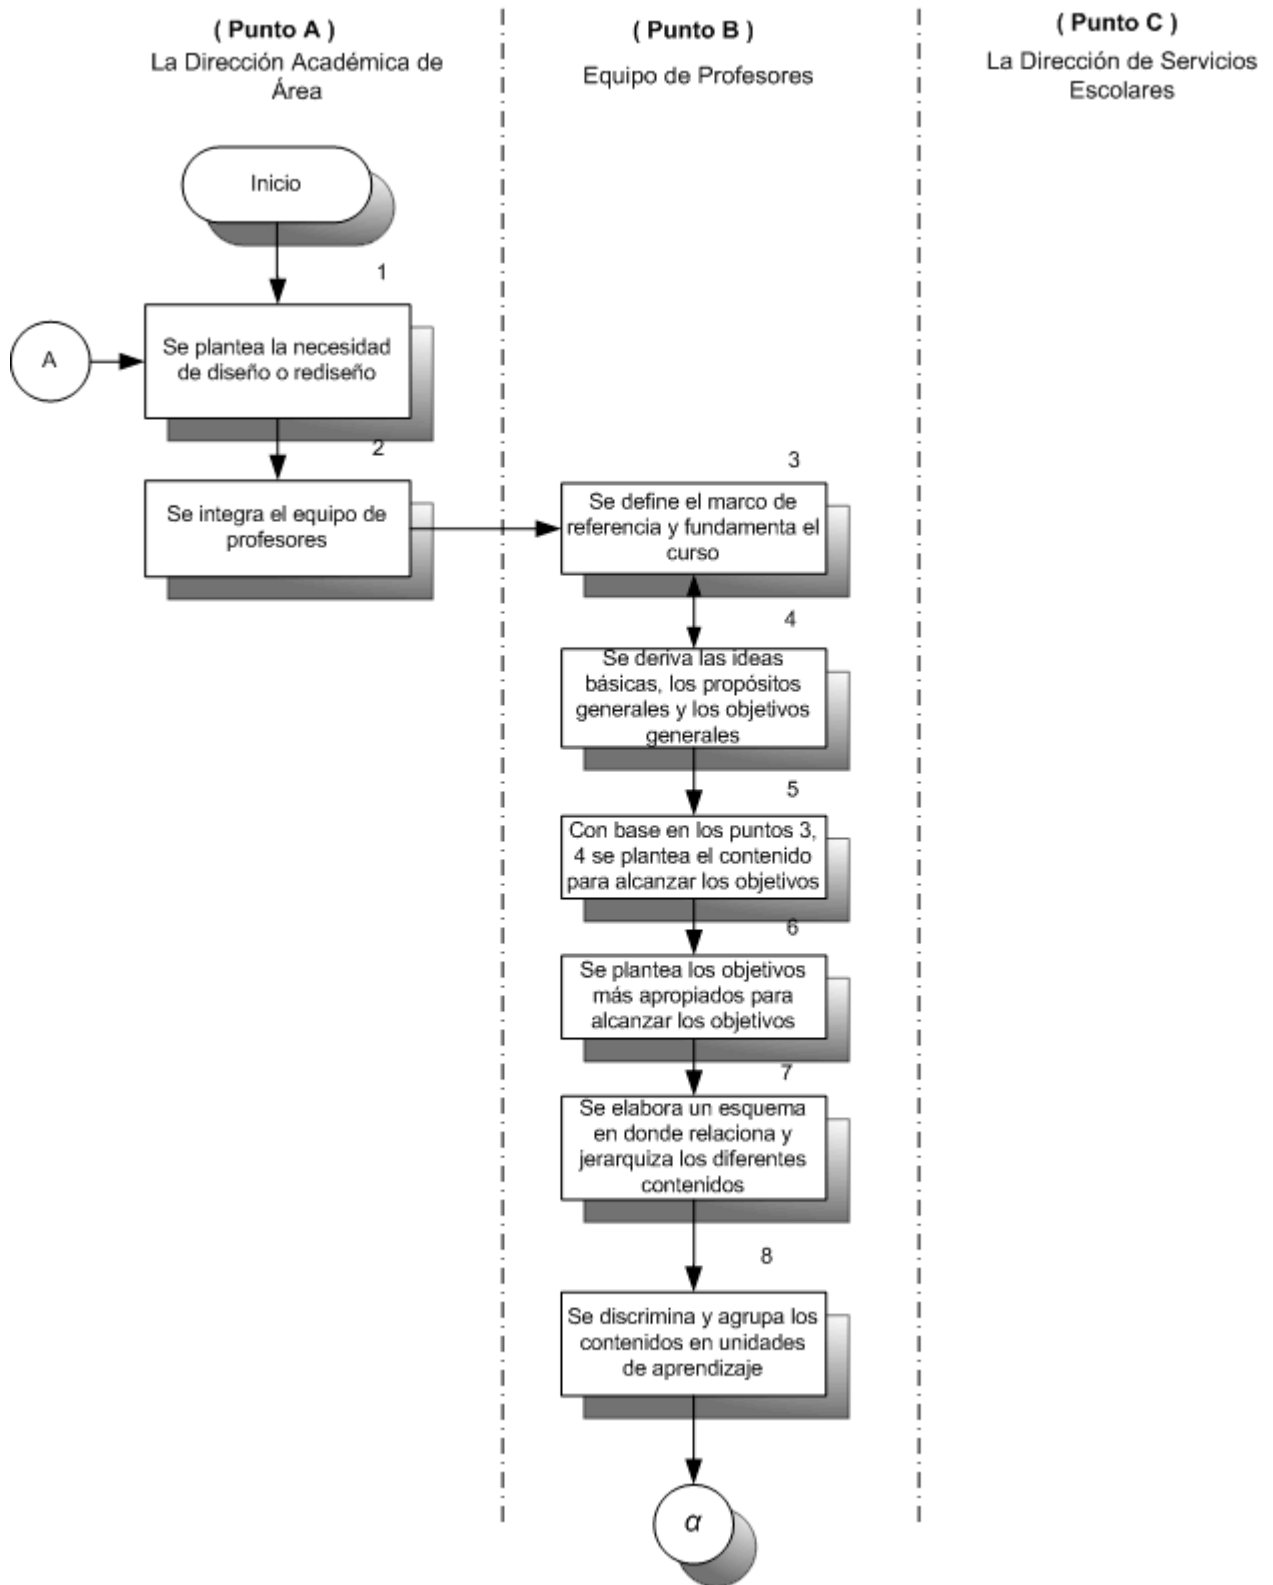 ( Punto A )
La Dirección Académica de
Área
( Punto B )
Equipo de Profesores
( Punto C )
La Dirección de Servicios
Escolares
Inicio
1
A
Se plantea la necesidad
de diseño o rediseño
2
Se integra el equipo de
profesores
3
Se define el marco de
referencia y fundamenta el
curso
4
Se deriva las ideas
básicas, los propósitos
generales y los objetivos
generales
5
Con base en los puntos 3,
4 se plantea el contenido
para alcanzar los objetivos
6
Se plantea los objetivos
más apropiados para
alcanzar los objetivos
7
Se elabora un esquema
en donde relaciona y
jerarquiza los diferentes
contenidos
8
Se discrimina y agrupa los
contenidos en unidades
de aprendizaje
α